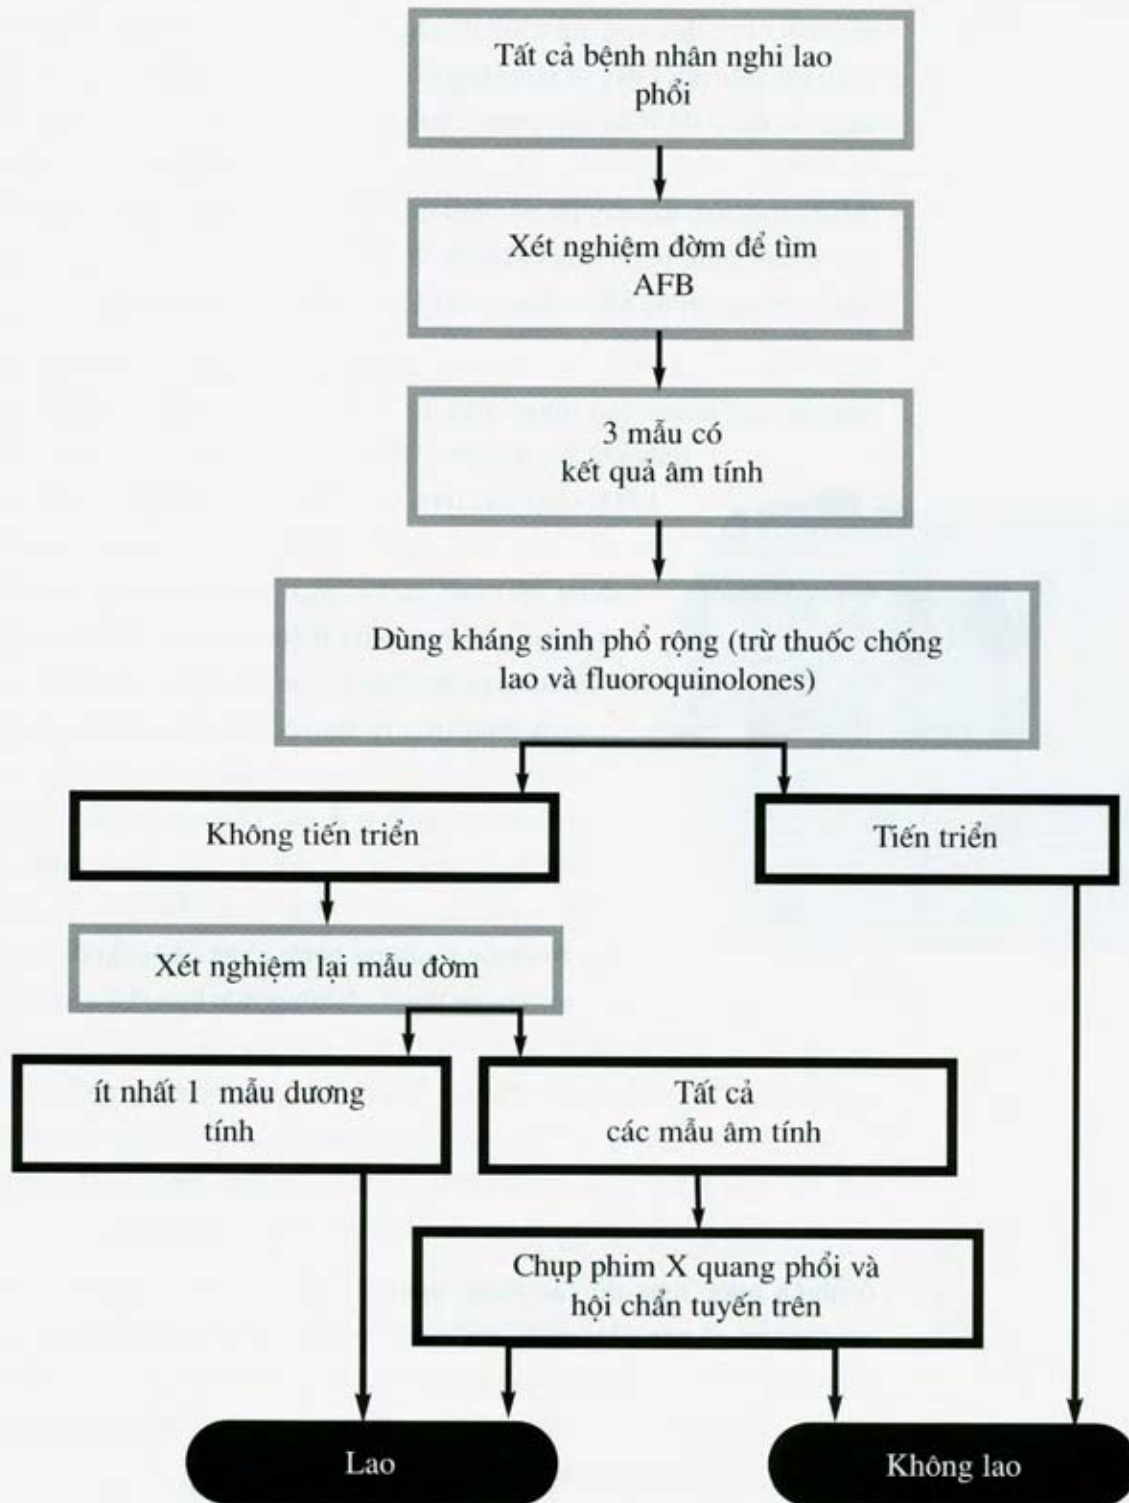 Tất cả bệnh nhân nghi lao
phổi
Xét nghiệm đờm để tìm
AFB
3 mẫu có
kết quả âm tính
Dùng kháng sinh phổ rộng (trừ thuốc chống
lao và fluoroquinolones)
Không tiến triển
Tiến triển
Xét nghiệm lại mẫu đờm
ít nhất 1 mẫu dương
tính
Tất cả
các mẫu âm tính
Chụp phim X quang phổi và
hội chẩn tuyến trên
Lao
Không lao